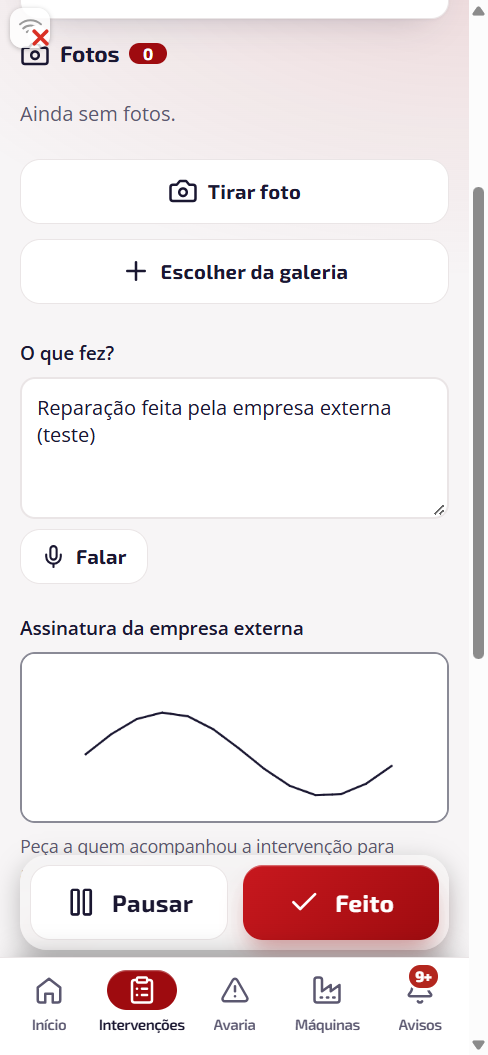 Fotos 0
Ainda sem fotos.
Tirar foto
Escolher da galeria
O que fez?
Reparação feita pela empresa externa
(teste)
Falar
Assinatura da empresa externa
Peça a quem acompanhou a intervenção para
Pausar
Feito
9+
Início
Intervenções
Avaria
Máquinas
Avisos